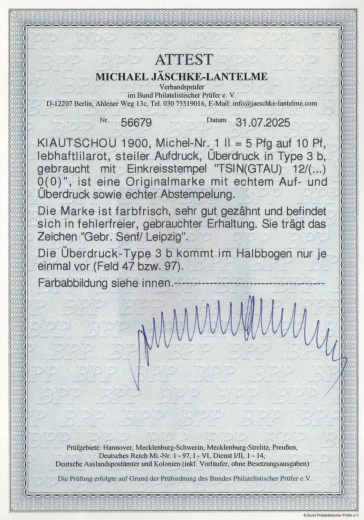 ATTEST
MICHAEL JÄSCHKE-LANTELME
Verbandsprüfer
im Bund Philatelistischer Prüfer e. V.
D-12207 Berlin, Ahlener Weg 13c, Tel. 030 75519016, E-Mail: info@jaeschke-lantelme.com
Nr. 56679 Datum 31.07.2025
KIAUTSCHOU 1900, Michel-Nr. 1 II = 5 Pfg auf 10 Pf,
lebhaftlilarot, steiler Aufdruck, Überdruck in Type 3 b,
gebraucht mit Einkreisstempel "TSIN(GTAU) 12/(...)
0(0)", ist eine Originalmarke mit echtem Auf- und
Überdruck sowie echter Abstempelung.
Die Marke ist farbfrisch, sehr gut gezähnt und befindet
sich in fehlerfreier, gebrauchter Erhaltung. Sie trägt das
Zeichen "Gebr. Senf/ Leipzig".
Die Überdruck-Type 3 b kommt im Halbbogen nur je
einmal vor (Feld 47 bzw. 97).
Farbabbildung siehe innen.------------------------------
Prüfgebiete: Hannover, Mecklenburg-Schwerin, Mecklenburg-Strelitz, Preußen,
Deutsches Reich Mi.-Nr. 1 - 97, I - VI, Dienst I/II, 1 - 14,
Deutsche Auslandspostämter und Kolonien (inkl. Vorläufer, ohne Besetzungsausgaben)
Die Prüfung erfolgte auf Grund der Prüfordnung des Bundes Philatelistischer Prüfer e.V.
© Bund Philatelistischer Prüfer e.V.